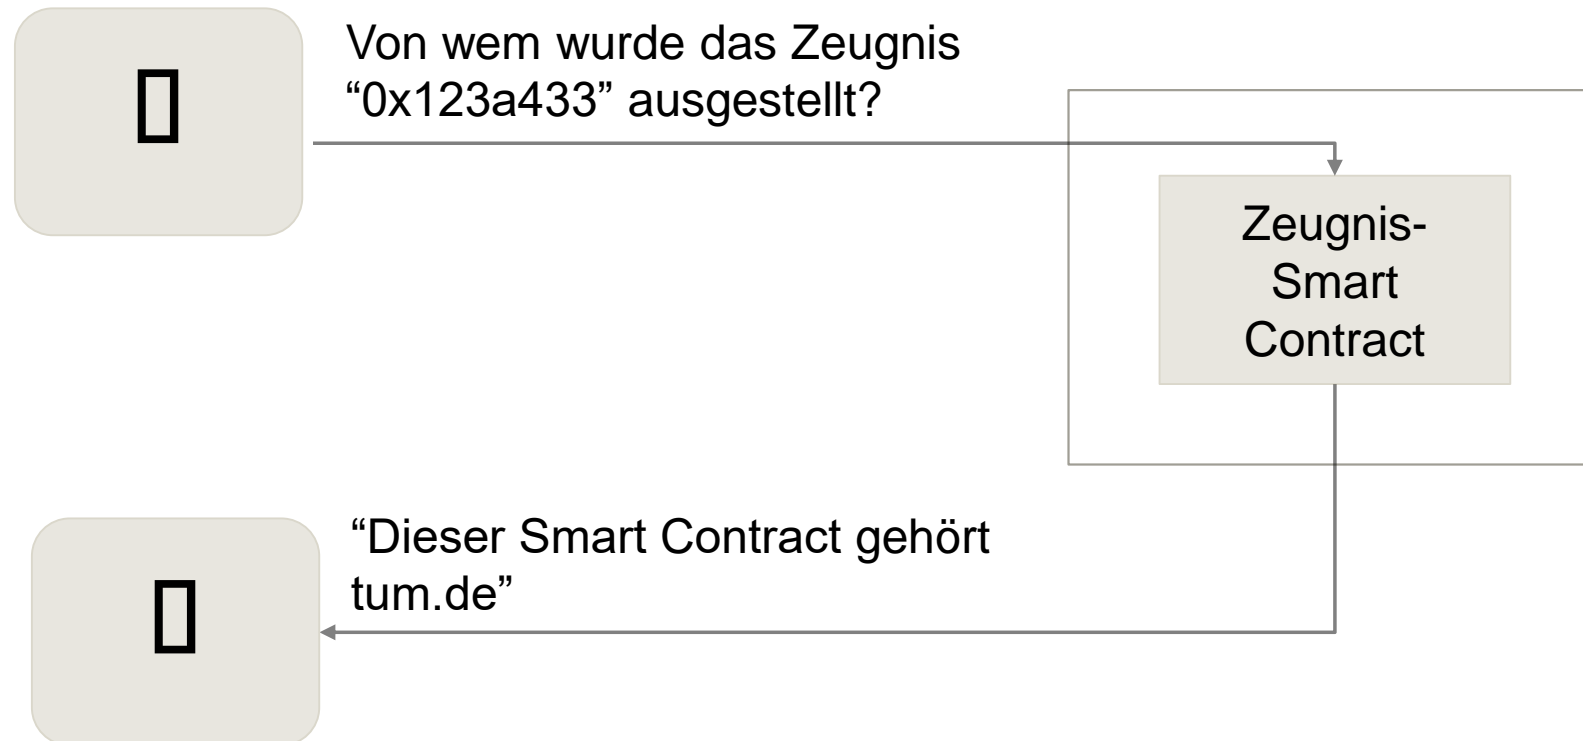 Von wem wurde das Zeugnis
“0x123a433” ausgestellt?
Zeugnis-
Smart
Contract
“Dieser Smart Contract gehört
tum.de”